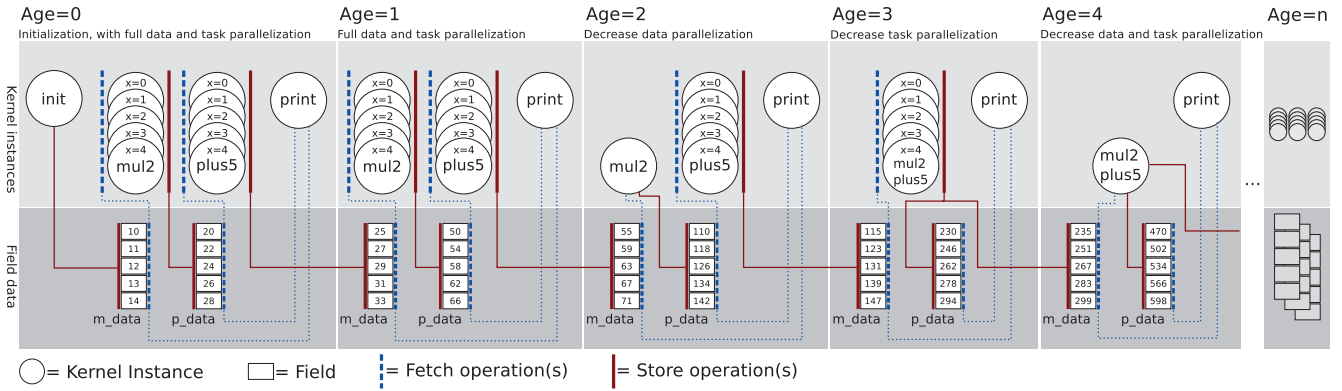 Age=0
Initialization, with full data and task parallelization
Age=1
Full data and task parallelization
Age=2
Decrease data parallelization
Age=3
Decrease task parallelization
Age=4
Decrease data and task parallelization
Age=n
Kernel instances
init
x=0
x=1
x=2
x=3
x=4
mul2
x=0
x=1
x=2
x=3
x=4
plus5
print
x=0
x=1
x=2
x=3
x=4
mul2
x=0
x=1
x=2
x=3
x=4
plus5
print
mul2
x=0
x=1
x=2
x=3
x=4
plus5
print
x=0
x=1
x=2
x=3
x=4
mul2
plus5
print
mul2
plus5
print
...
Field data
10
11
12
13
14
m_data
20
22
24
26
28
p_data
25
27
29
31
33
m_data
50
54
58
62
66
p_data
55
59
63
67
71
m_data
110
118
126
134
142
p_data
115
123
131
139
147
m_data
230
246
262
278
294
p_data
235
251
267
283
299
m_data
470
502
534
566
598
p_data
= Kernel Instance
= Field
= Fetch operation(s)
= Store operation(s)